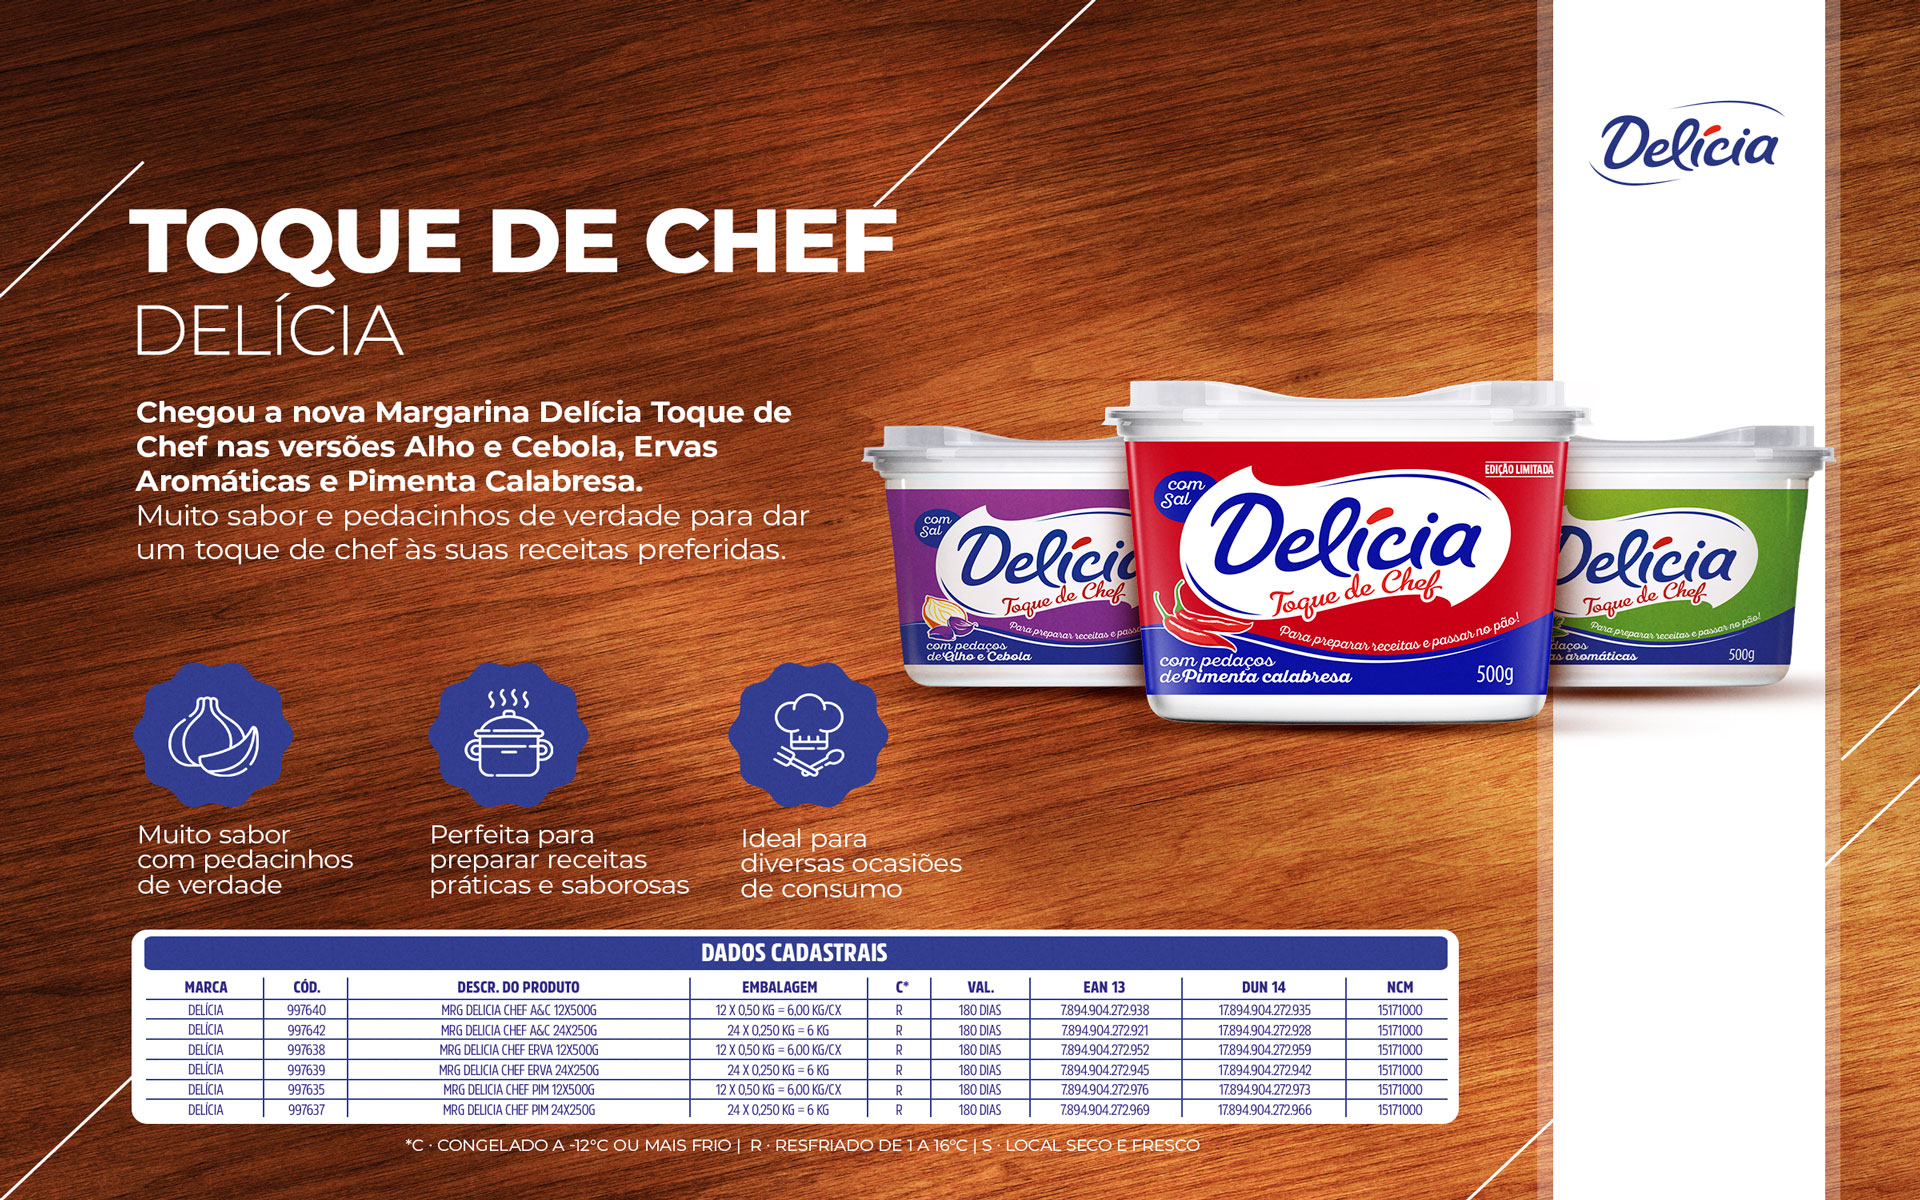 Delícia
TOQUE DE CHEF
DELÍCIA
Chegou a nova Margarina Delícia Toque de
Chef nas versões Alho e Cebola, Ervas
Aromáticas e Pimenta Calabresa.
Muito sabor e pedacinhos de verdade para dar
um toque de chef às suas receitas preferidas.
com
Sal
Delícia
Toque de Chef
Para preparar receitas e
com pedaços
de Alho e Cebola
EDIÇÃO LIMITADA
com
Sal
Delícia
Toque de Chef
Para preparar receitas e passar no pão!
com pedaços
de Pimenta calabresa
500g
Delícia
Toque de Chef
Para preparar receitas e passar no pão!
aromáticas
500g
Muito sabor
com pedacinhos
de verdade
Perfeita para
preparar receitas
práticas e saborosas
Ideal para
diversas ocasiões
de consumo
DADOS CADASTRAIS
MARCA CÓD. DESCR. DO PRODUTO EMBALAGEM C* VAL. EAN 13 DUN 14 NCM
DELÍCIA 997640 MRG DELICIA CHEF A&C 12X500G 12 X 0,50 KG = 6,00 KG/CX R 180 DIAS 7.894.904.272.938 17.894.904.272.935 15171000
DELÍCIA 997642 MRG DELICIA CHEF A&C 24X250G 24 X 0,250 KG = 6 KG R 180 DIAS 7.894.904.272.921 17.894.904.272.928 15171000
DELÍCIA 997638 MRG DELICIA CHEF ERVA 12X500G 12 X 0,50 KG = 6,00 KG/CX R 180 DIAS 7.894.904.272.952 17.894.904.272.959 15171000
DELÍCIA 997639 MRG DELICIA CHEF ERVA 24X250G 24 X 0,250 KG = 6 KG R 180 DIAS 7.894.904.272.945 17.894.904.272.942 15171000
DELÍCIA 997635 MRG DELICIA CHEF PIM 12X500G 12 X 0,50 KG = 6,00 KG/CX R 180 DIAS 7.894.904.272.976 17.894.904.272.973 15171000
DELÍCIA 997637 MRG DELICIA CHEF PIM 24X250G 24 X 0,250 KG = 6 KG R 180 DIAS 7.894.904.272.969 17.894.904.272.966 15171000
*C · CONGELADO A -12ºC OU MAIS FRIO | R · RESFRIADO DE 1 A 16ºC | S · LOCAL SECO E FRESCO